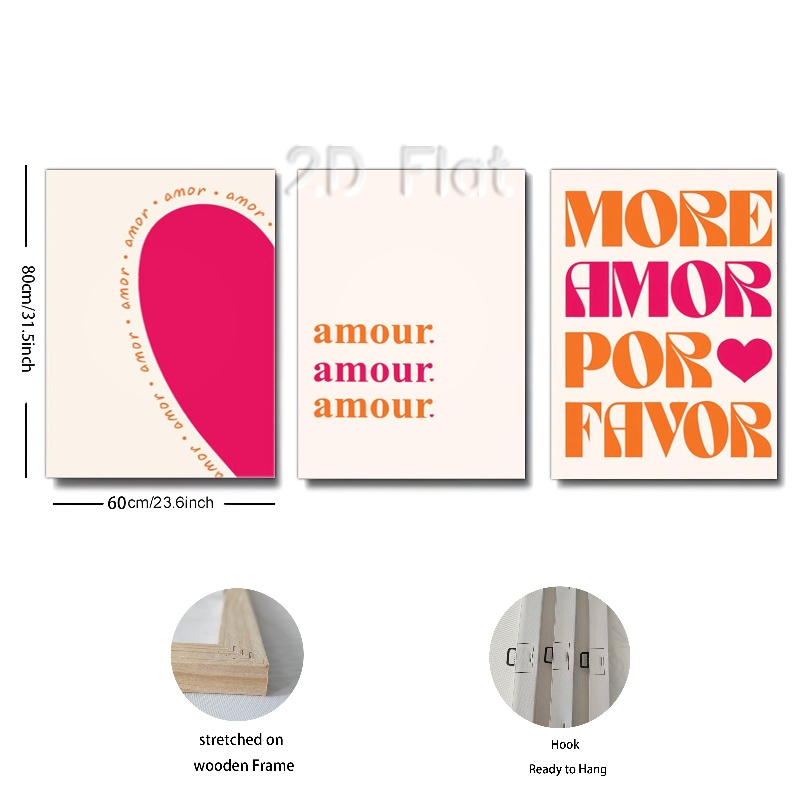 2D Flat
80cm/31.5inch
60cm/23.6inch
amor • amor • amor • amor • amor • amor • amor
amour.
amour.
amour.
MORE
AMOR
POR
FAVOR
stretched on
wooden Frame
Hook
Ready to Hang